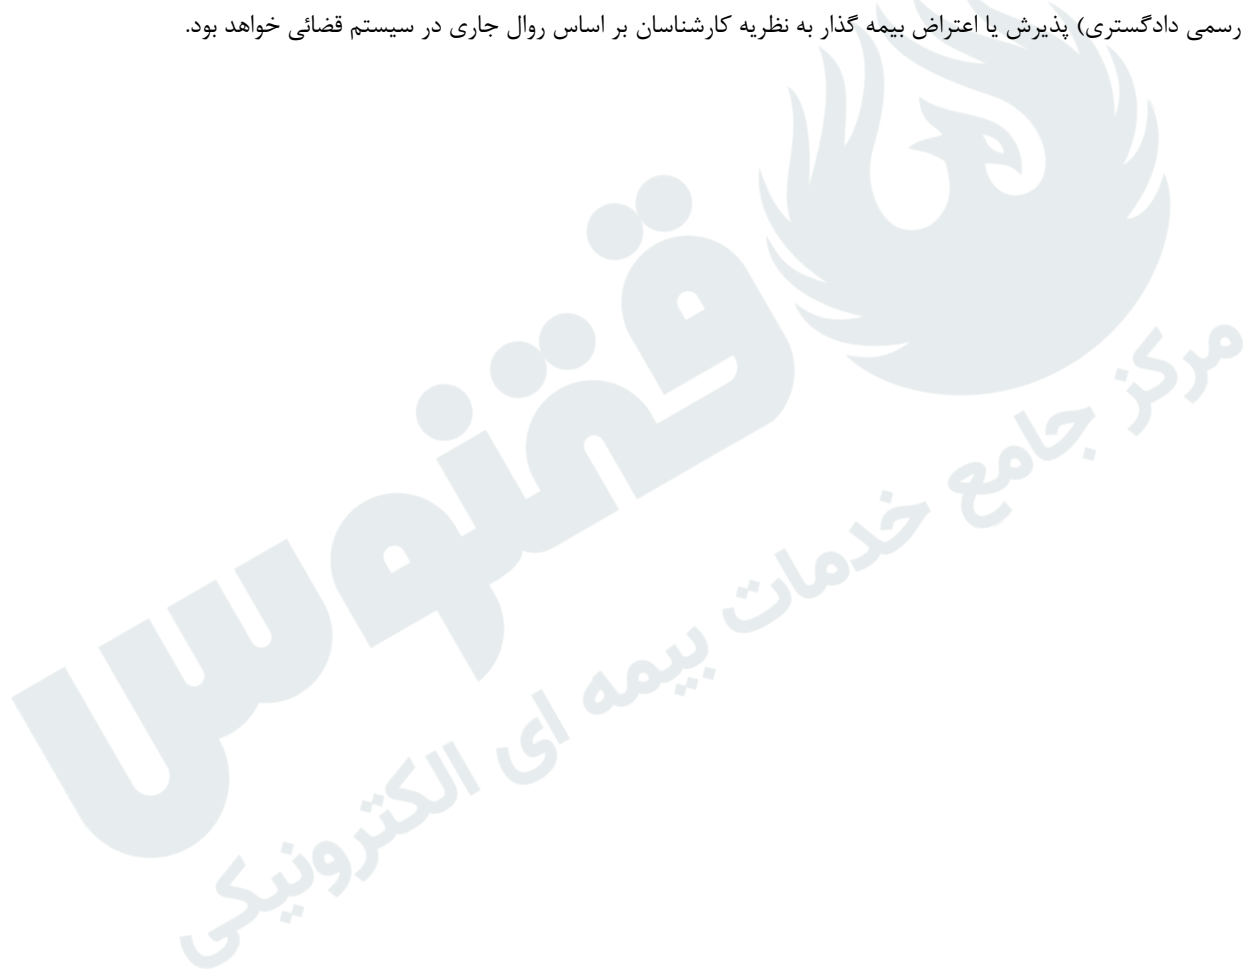 رسمی دادگستری) پذیرش یا اعتراض بیمه گذار به نظریه کارشناسان بر اساس روال جاری در سیستم قضائی خواهد بود.
ققنوس
مرکز جامع خدمات بیمه ای الکترونیکی